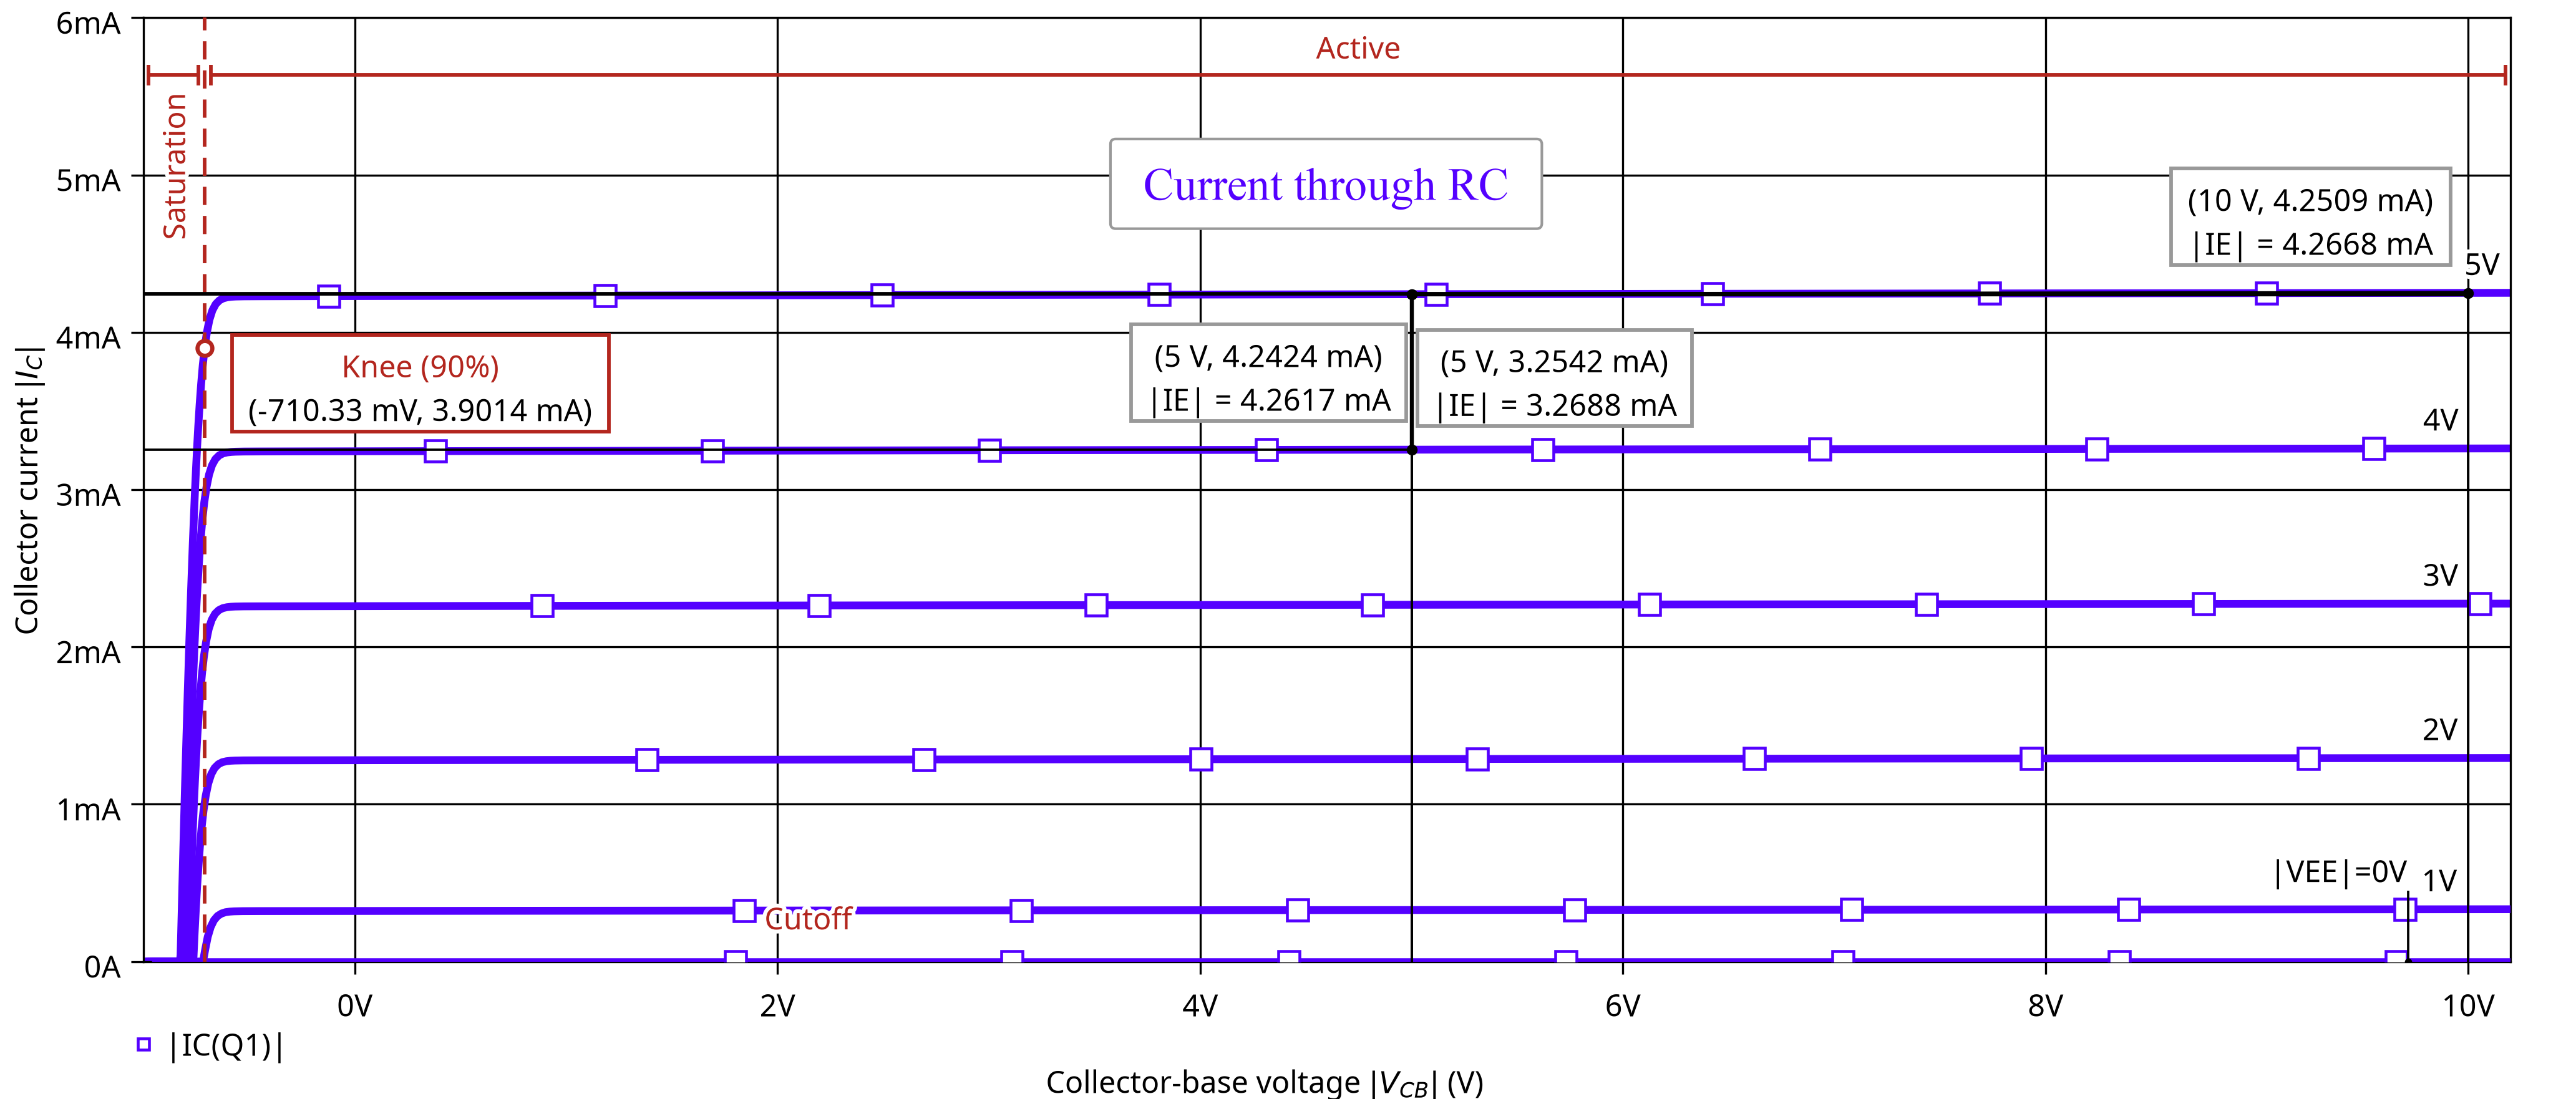 6mA
5mA
4mA
3mA
2mA
1mA
0A
Collector current |I_C|
Saturation
Active
Current through RC
(10 V, 4.2509 mA)
|IE| = 4.2668 mA
5V
Knee (90%)
(-710.33 mV, 3.9014 mA)
(5 V, 4.2424 mA)
|IE| = 4.2617 mA
(5 V, 3.2542 mA)
|IE| = 3.2688 mA
4V
3V
2V
|VEE|=0V
1V
Cutoff
0V
2V
4V
6V
8V
10V
|IC(Q1)|
Collector-base voltage |V_CB| (V)